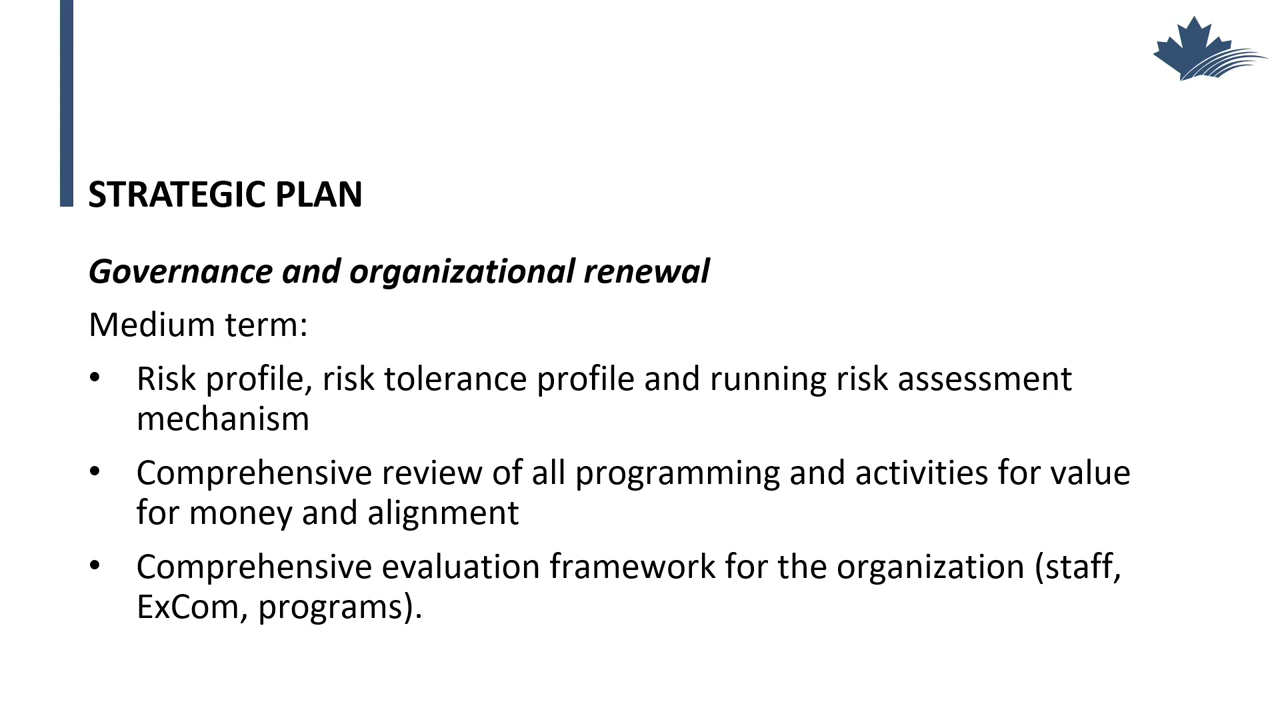 STRATEGIC PLAN
Governance and organizational renewal
Medium term:
• Risk profile, risk tolerance profile and running risk assessment
mechanism
• Comprehensive review of all programming and activities for value
for money and alignment
• Comprehensive evaluation framework for the organization (staff,
ExCom, programs).